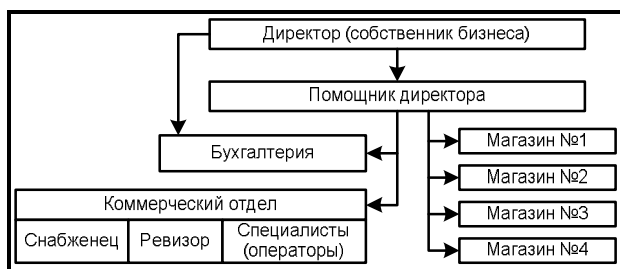 Директор (собственник бизнеса)
Помощник директора
Бухгалтерия
Магазин №1
Магазин №2
Магазин №3
Магазин №4
Коммерческий отдел
Снабженец
Ревизор
Специалисты
(операторы)